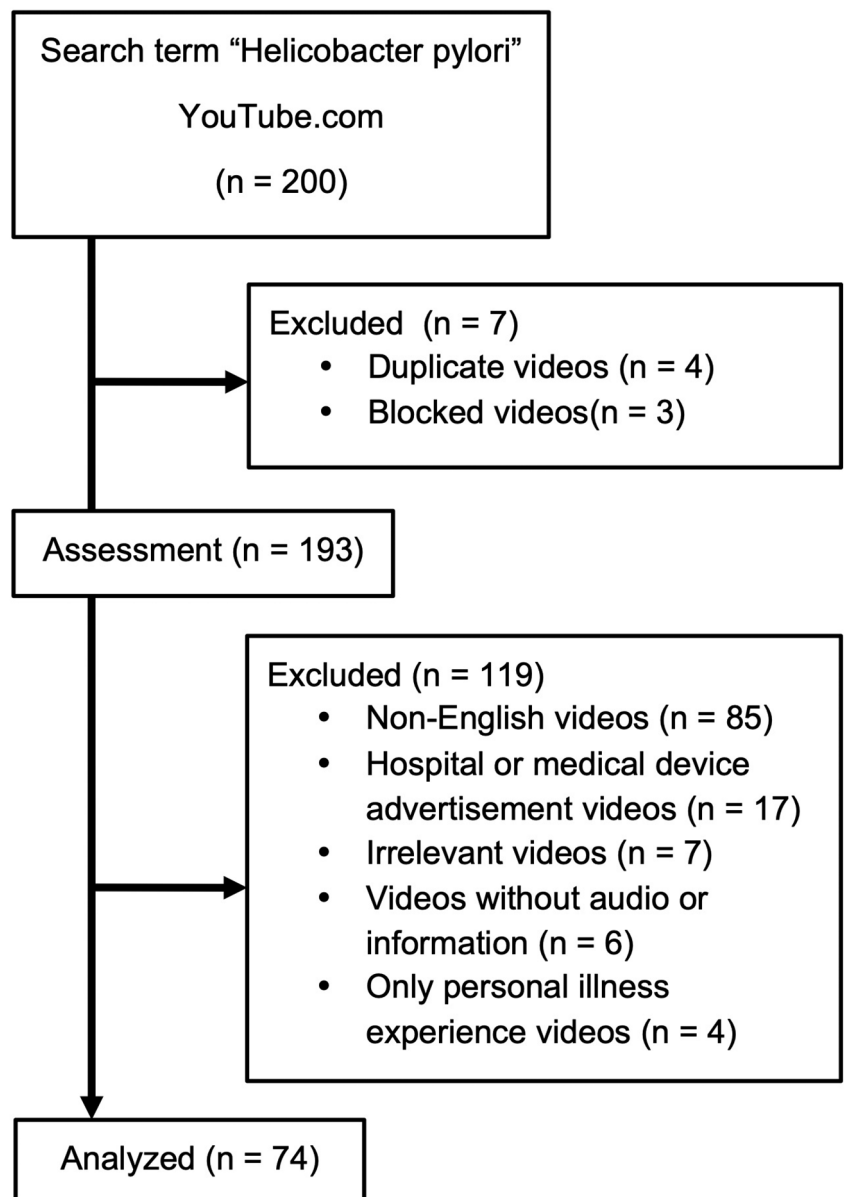 Search term “Helicobacter pylori”
YouTube.com
(n = 200)
Excluded  (n = 7)
• Duplicate videos (n = 4)
• Blocked videos(n = 3)
Assessment (n = 193)
Excluded (n = 119)
• Non-English videos (n = 85)
• Hospital or medical device
advertisement videos (n = 17)
• Irrelevant videos (n = 7)
• Videos without audio or
information (n = 6)
• Only personal illness
experience videos (n = 4)
Analyzed (n = 74)